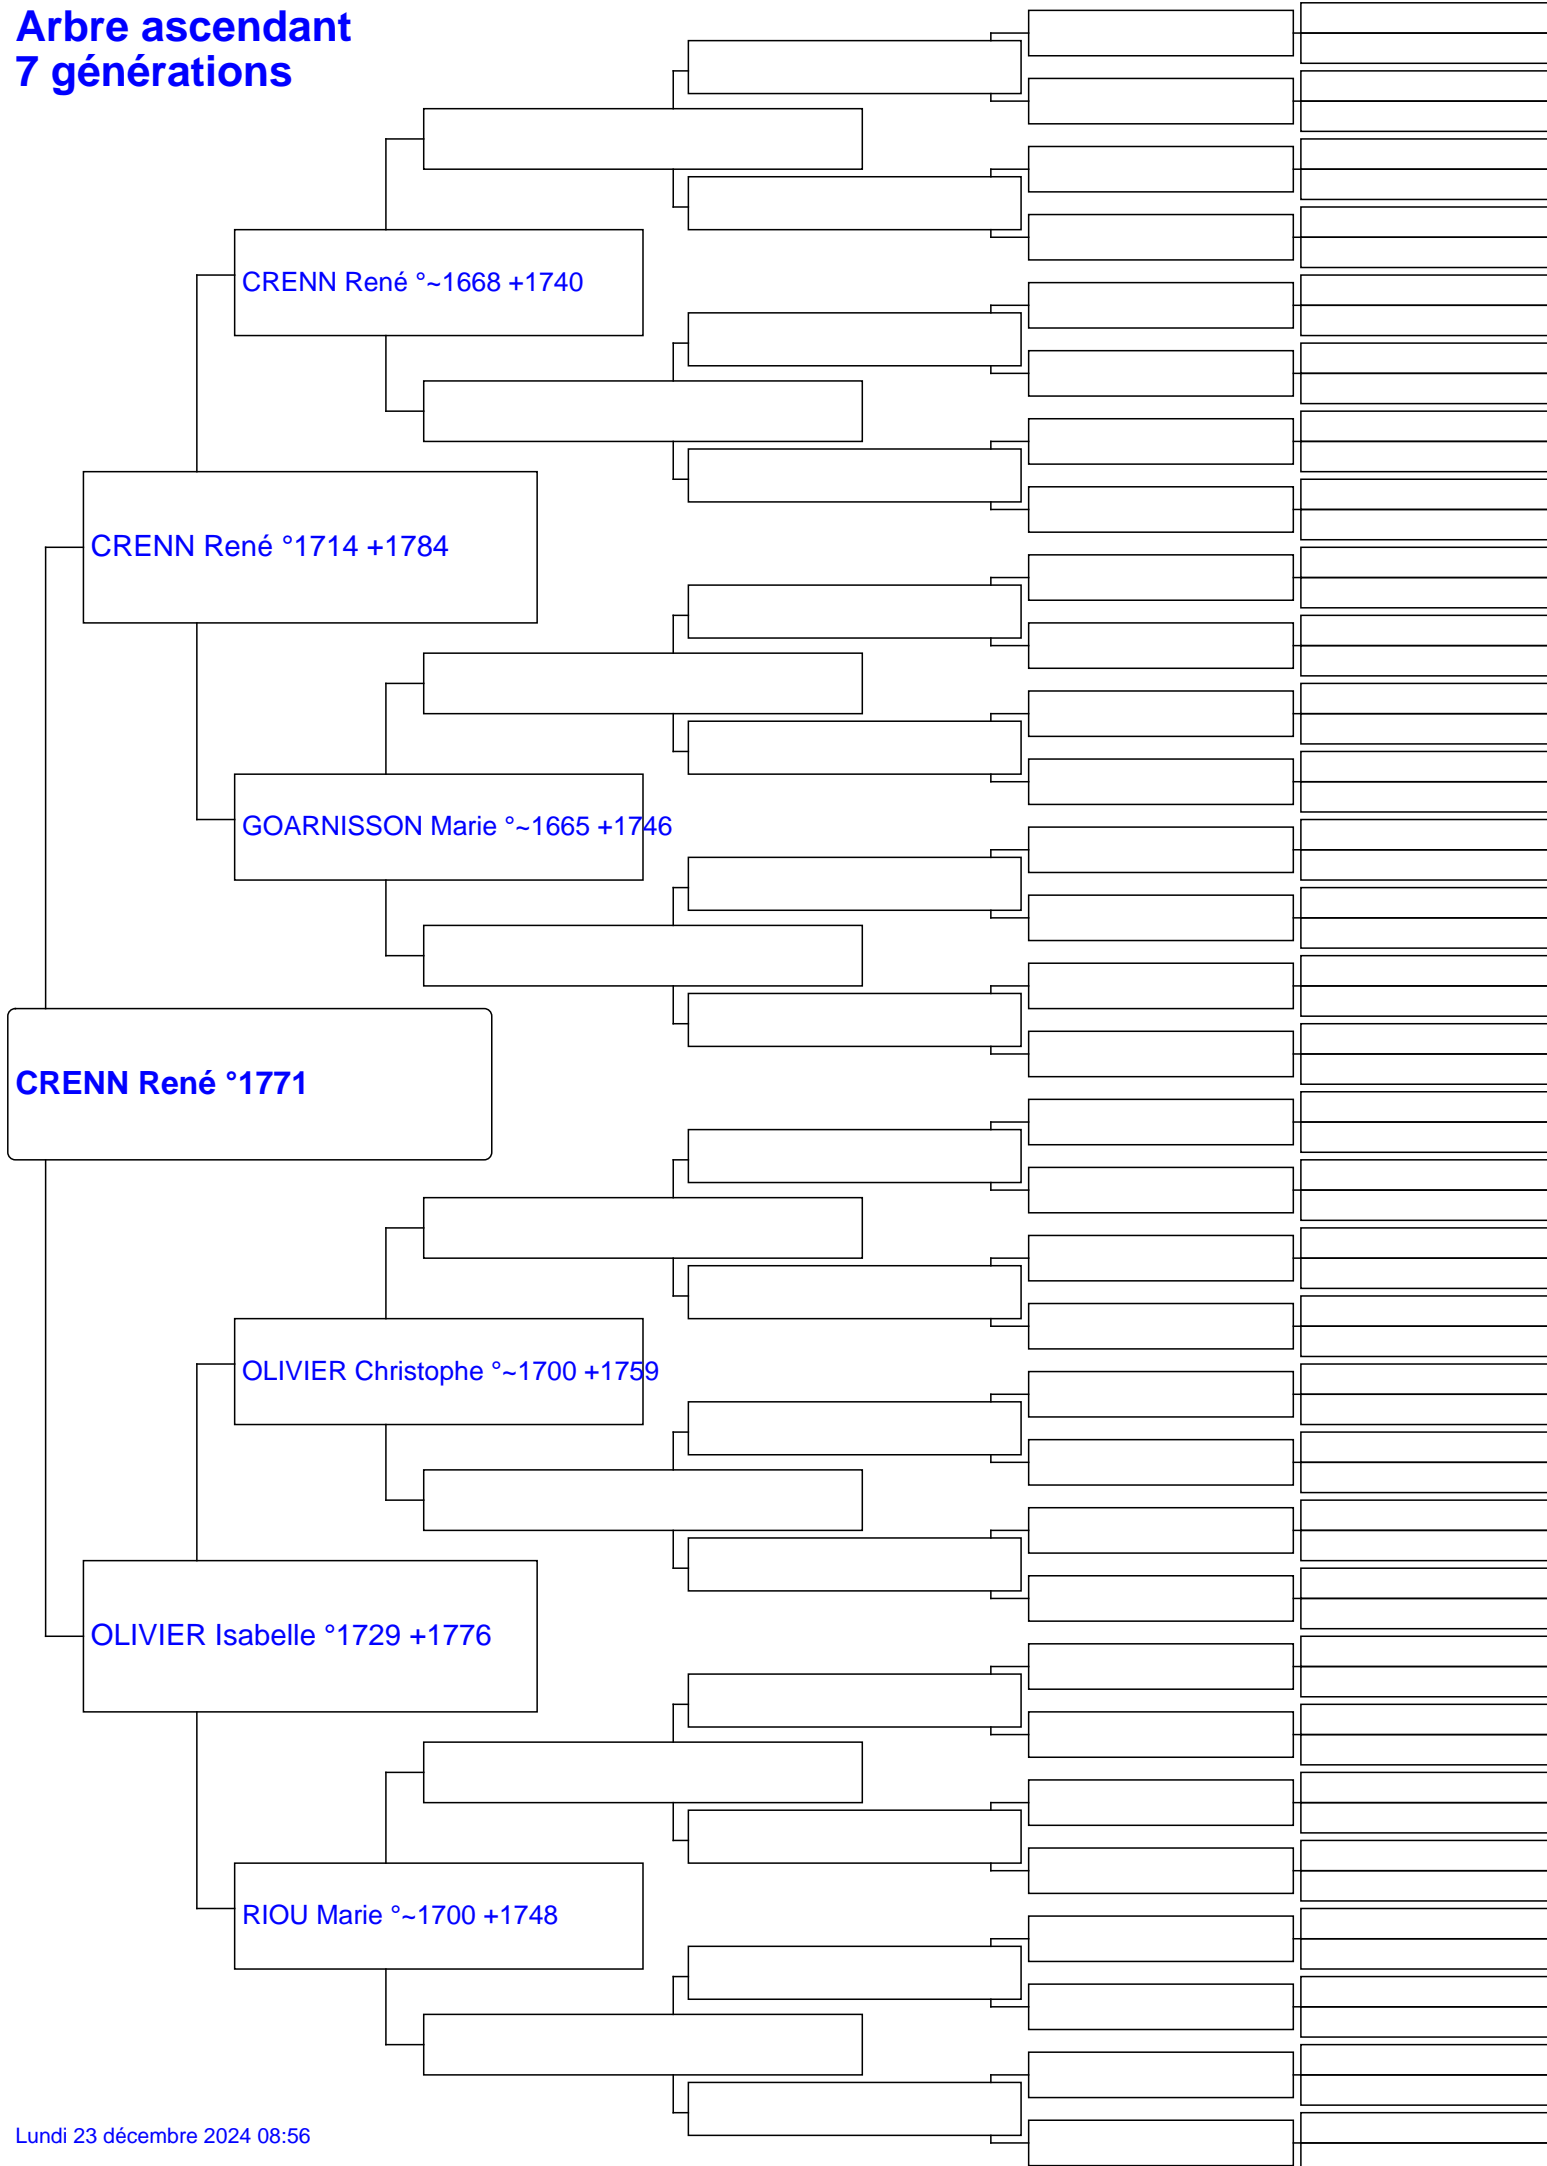 Arbre ascendant
7 générations
CRENN René °~1668 +1740
CRENN René °1714 +1784
GOARNISSON Marie °~1665 +1746
CRENN René °1771
OLIVIER Christophe °~1700 +1759
OLIVIER Isabelle °1729 +1776
RIOU Marie °~1700 +1748
Lundi 23 décembre 2024 08:56